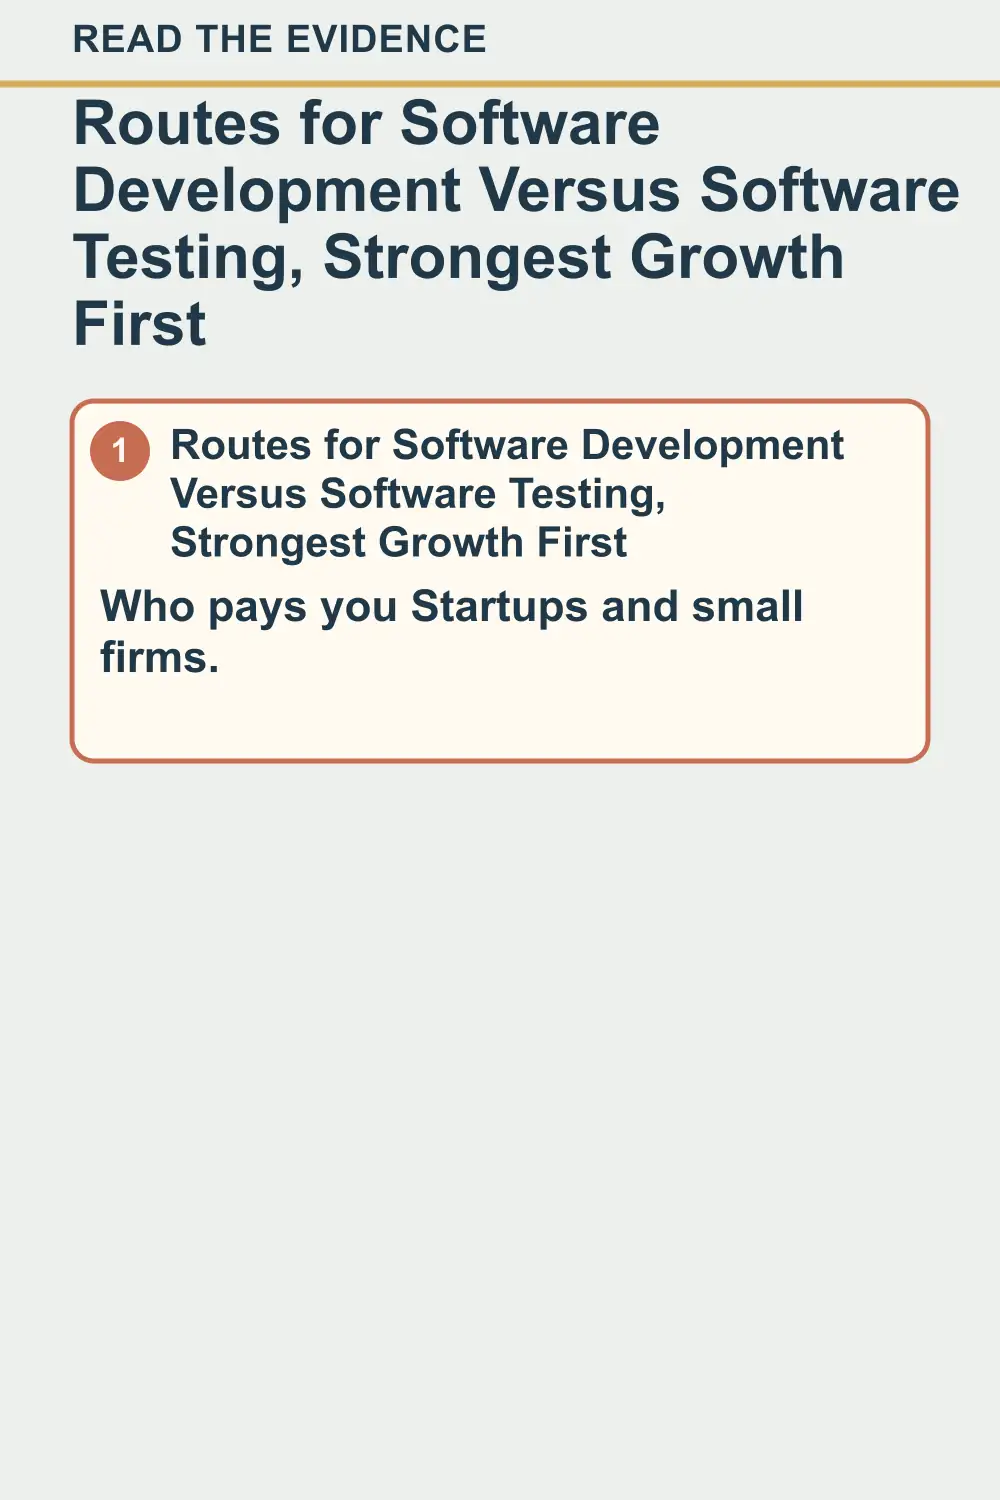 READ THE EVIDENCE
Routes for Software
Development Versus Software
Testing, Strongest Growth
First
1
Routes for Software Development
Versus Software Testing,
Strongest Growth First
Who pays you Startups and small
firms.